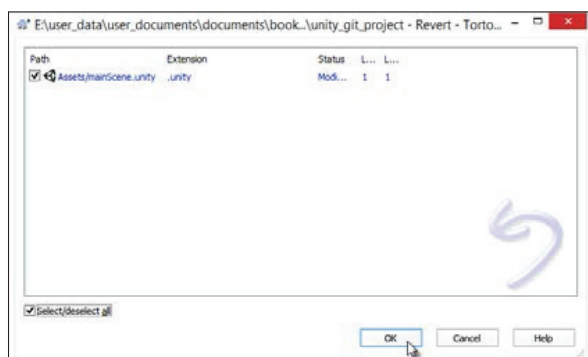 E:\user_data\user_documents\documents\book...\unity_git_project - Revert - Torto...
Path Extension Status L... L...
Assets/mainScene.unity .unity Modi... 1 1
Select/deselect all
OK Cancel Help